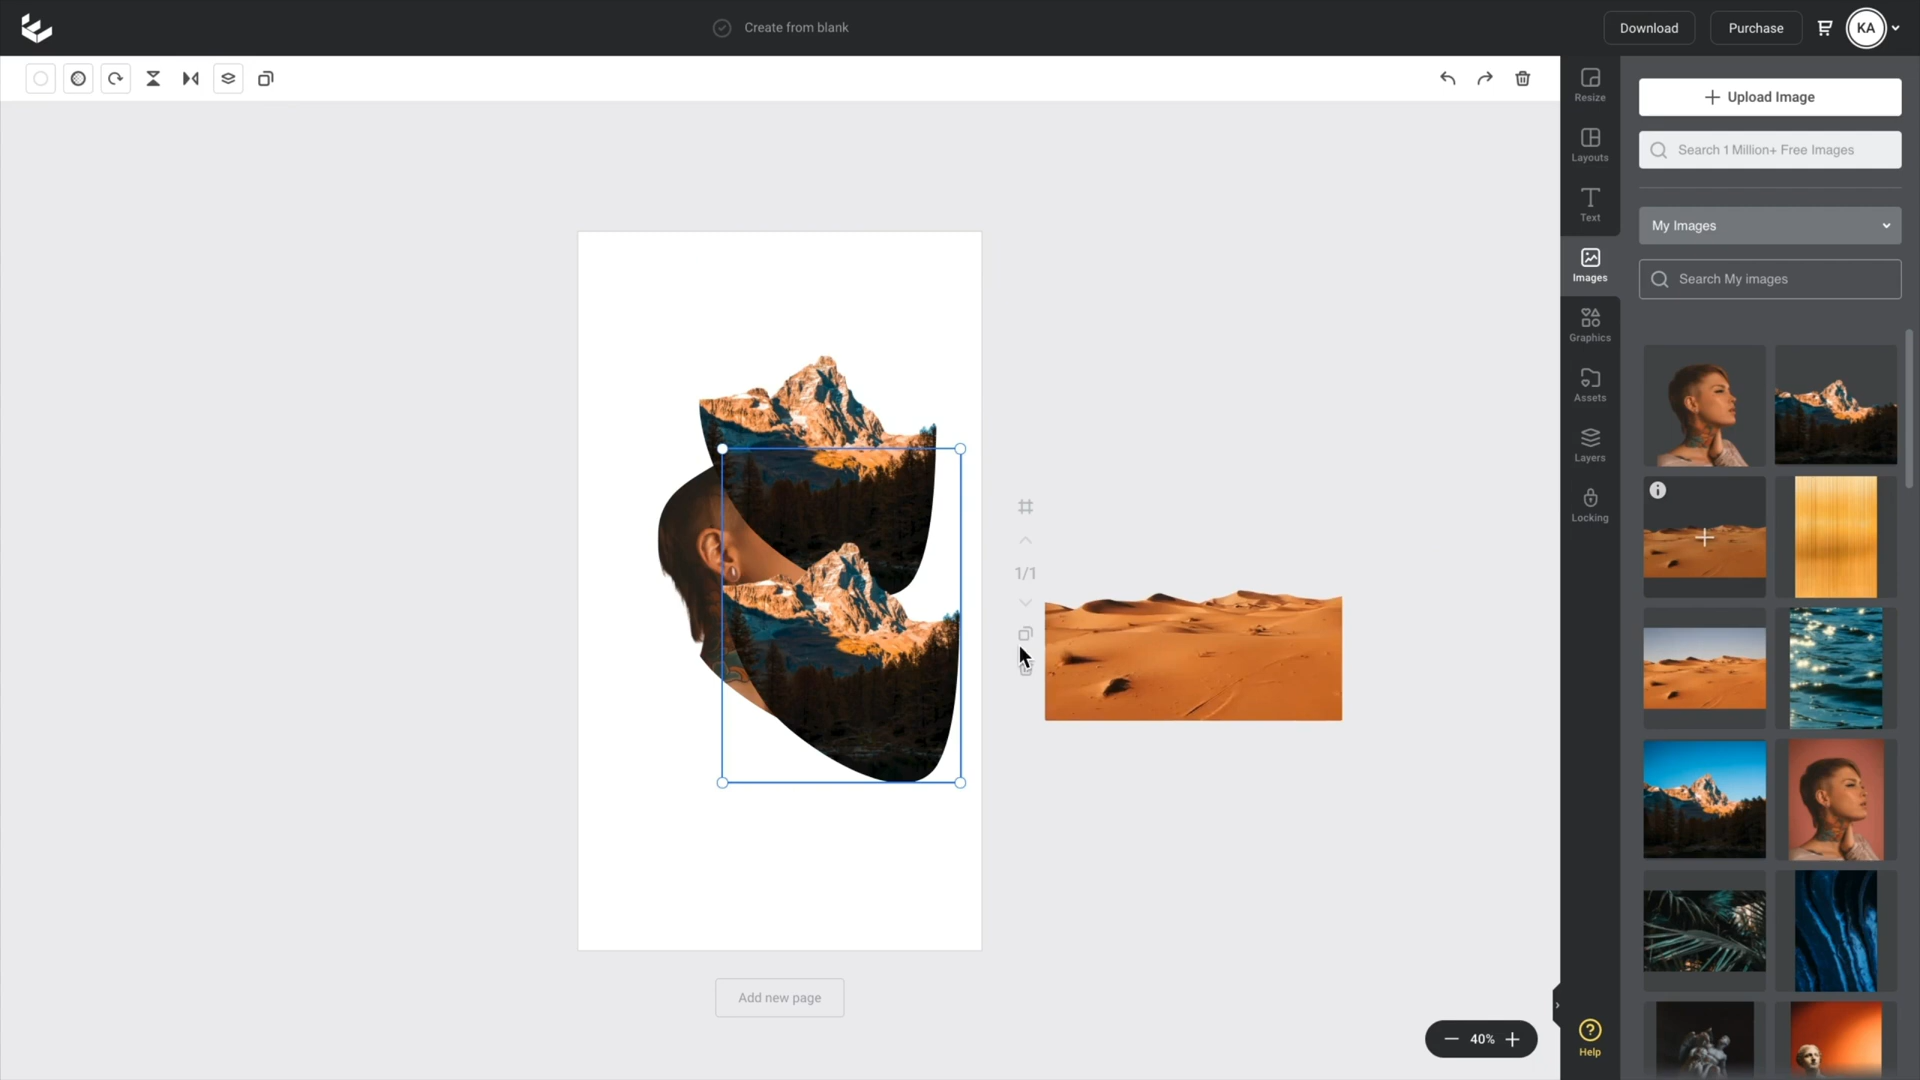 Create from blank
Download
Purchase
KA
Resize
Upload Image
Search 1 Million+ Free Images
Layouts
Text
My Images
Images
Search My images
Graphics
Assets
Layers
Locking
1/1
Add new page
40%
Help